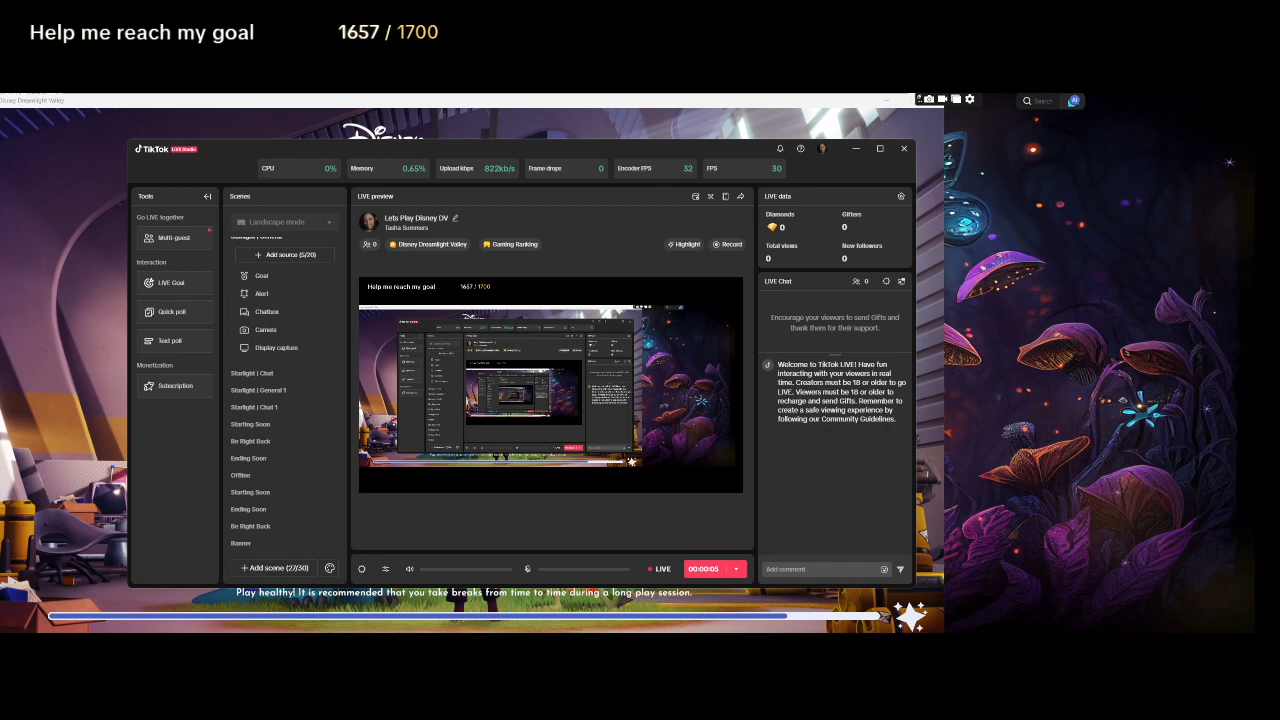 Help me reach my goal 1657 / 1700
Disney Dreamlight Valley
Search
Disney
TikTok LIVE Studio
CPU 0% Memory 0.65% Upload kbps 822kb/s Frame drops 0 Encoder FPS 32 FPS 30
Tools
Go LIVE together
Multi-guest
Interaction
LIVE Goal
Quick poll
Text poll
Monetization
Subscription
Scenes
Landscape mode
Starlight | General
+ Add source (5/20)
Goal
Alert
Chatbox
Camera
Display capture
Starlight | Chat
Starlight | General 1
Starlight | Chat 1
Starting Soon
Be Right Back
Ending Soon
Offline
Starting Soon
Ending Soon
Be Right Back
Banner
+ Add scene (27/30)
LIVE preview
Lets Play Disney DV
Tasha Summers
0 Disney Dreamlight Valley Gaming Ranking Highlight Record
Help me reach my goal 1657 / 1700
LIVE 00:00:05
LIVE data
Diamonds Gifters
0 0
Total views New followers
0 0
LIVE Chat 0
Encourage your viewers to send Gifts and
thank them for their support.
Welcome to TikTok LIVE! Have fun
interacting with your viewers in real
time. Creators must be 18 or older to go
LIVE. Viewers must be 18 or older to
recharge and send Gifts. Remember to
create a safe viewing experience by
following our Community Guidelines.
Add comment
Play healthy! It is recommended that you take breaks from time to time during a long play session.